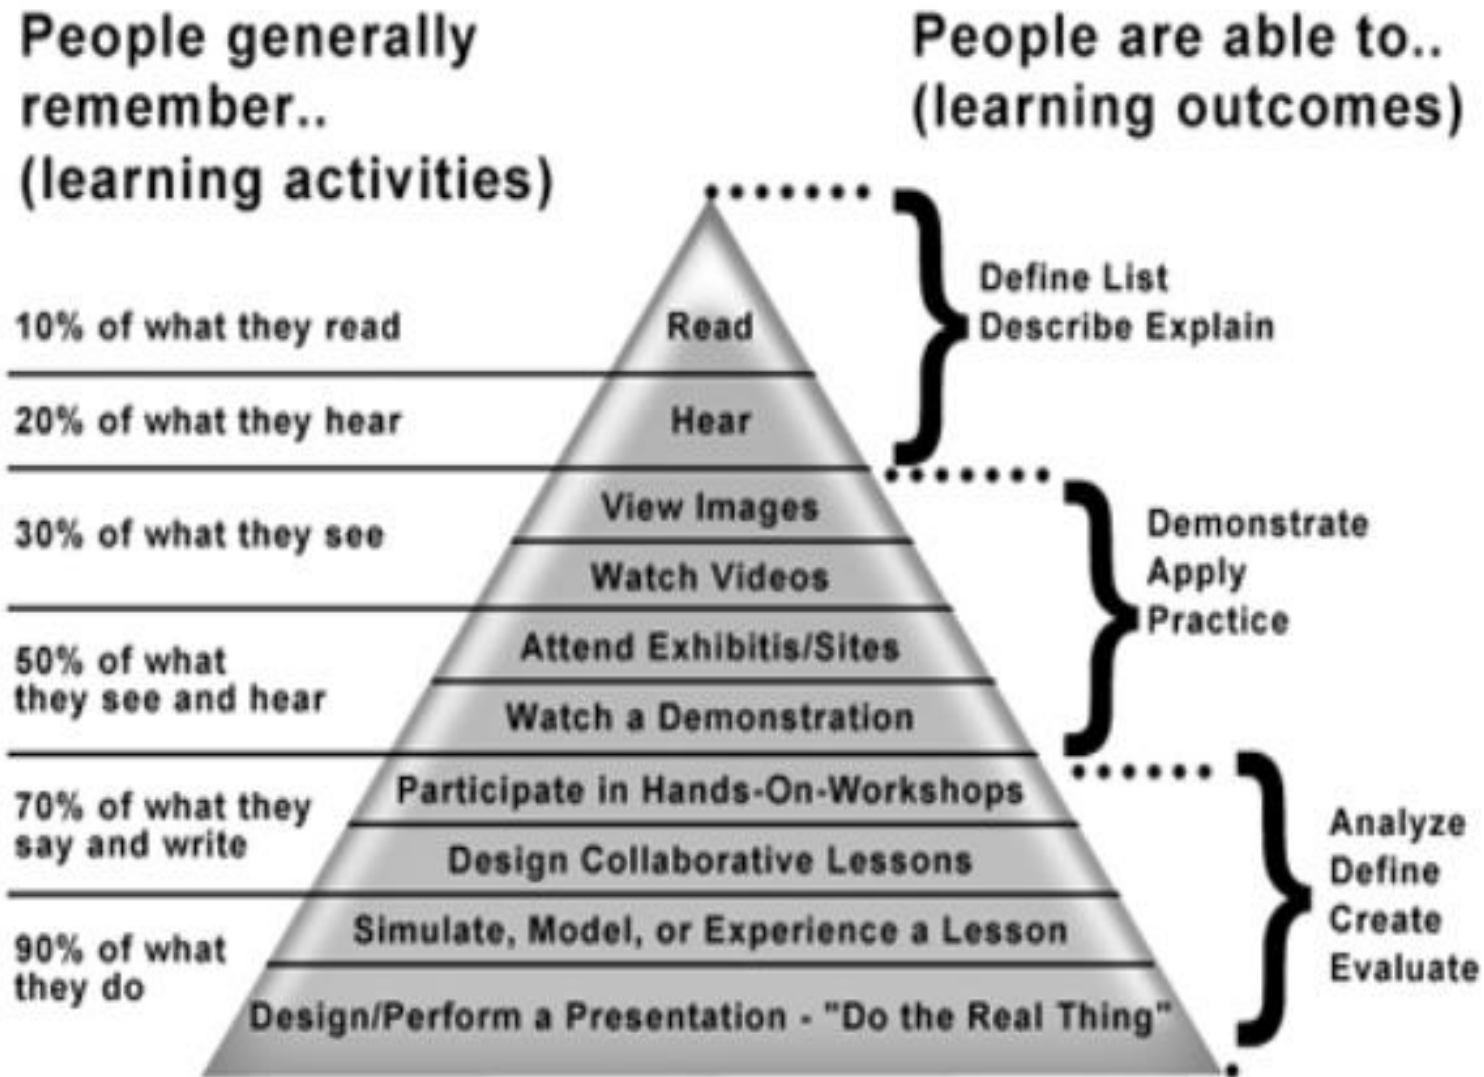 People generally
remember..
(learning activities)
People are able to..
(learning outcomes)
10% of what they read
20% of what they hear
30% of what they see
50% of what
they see and hear
70% of what they
say and write
90% of what
they do
Read
Hear
View Images
Watch Videos
Attend Exhibitis/Sites
Watch a Demonstration
Participate in Hands-On-Workshops
Design Collaborative Lessons
Simulate, Model, or Experience a Lesson
Design/Perform a Presentation - "Do the Real Thing"
Define List
Describe Explain
Demonstrate
Apply
Practice
Analyze
Define
Create
Evaluate